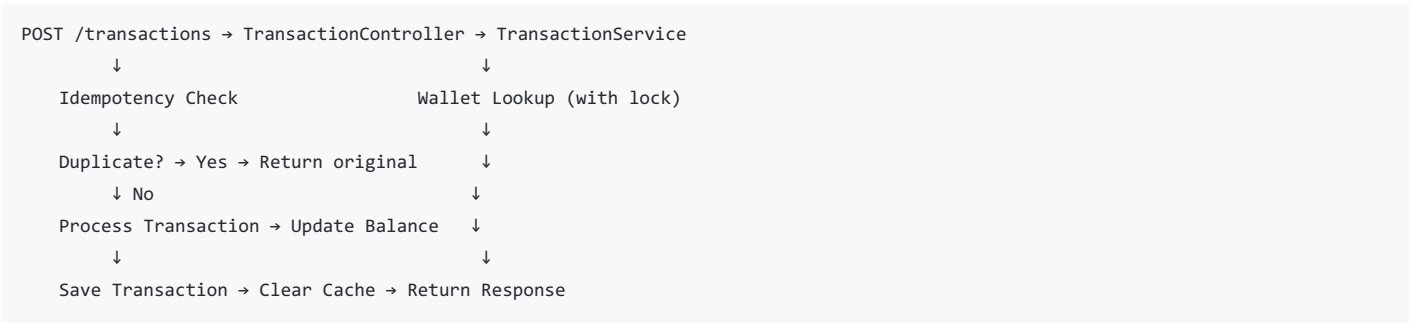 POST /transactions → TransactionController → TransactionService
↓ ↓
Idempotency Check Wallet Lookup (with lock)
↓ ↓
Duplicate? → Yes → Return original ↓
↓ No ↓
Process Transaction → Update Balance ↓
↓ ↓
Save Transaction → Clear Cache → Return Response